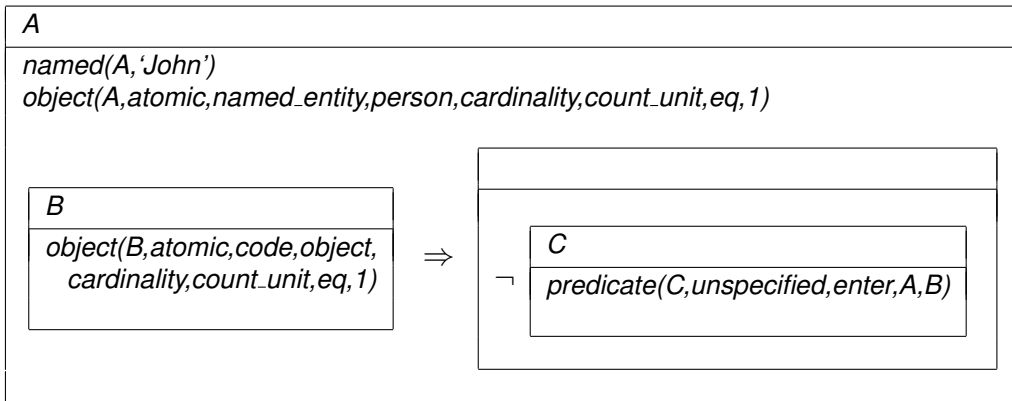 A
named(A,‘John’)
object(A,atomic,named_entity,person,cardinality,count_unit,eq,1)
B
object(B,atomic,code,object,
cardinality,count_unit,eq,1)
⇒
¬
C
predicate(C,unspecified,enter,A,B)